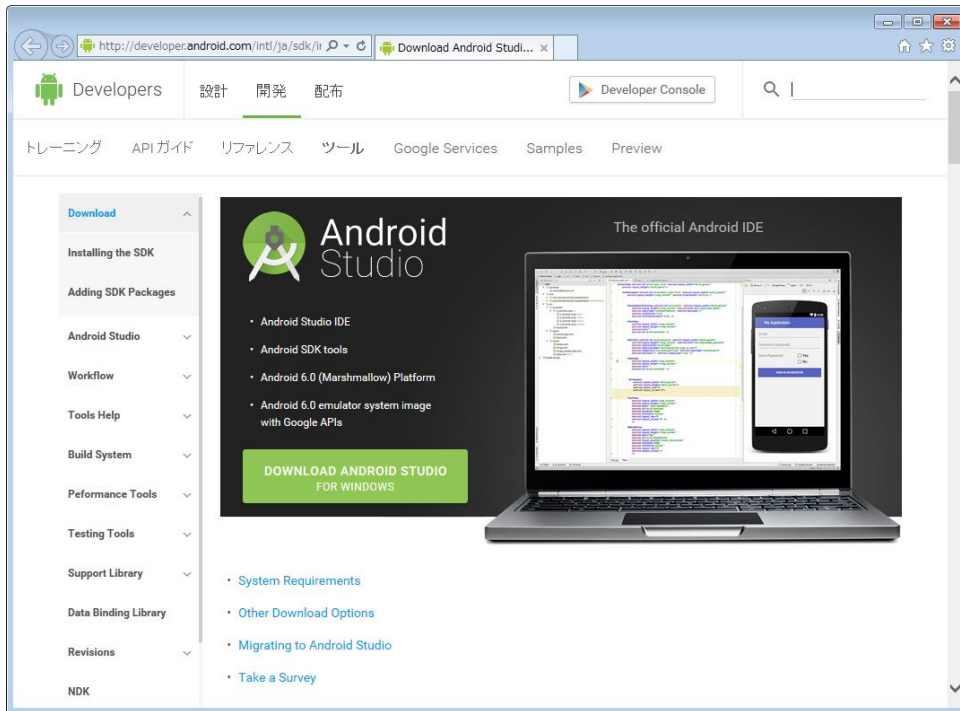 http://developer.android.com/intl/ja/sdk/ir
Download Android Studi...
Developers
設計
開発
配布
Developer Console
トレーニング
API ガイド
リファレンス
ツール
Google Services
Samples
Preview
Download
Installing the SDK
Adding SDK Packages
Android Studio
Workflow
Tools Help
Build System
Peformance Tools
Testing Tools
Support Library
Data Binding Library
Revisions
NDK
Android
Studio
The official Android IDE
• Android Studio IDE
• Android SDK tools
• Android 6.0 (Marshmallow) Platform
• Android 6.0 emulator system image
with Google APIs
DOWNLOAD ANDROID STUDIO
FOR WINDOWS
My Application
• System Requirements
• Other Download Options
• Migrating to Android Studio
• Take a Survey